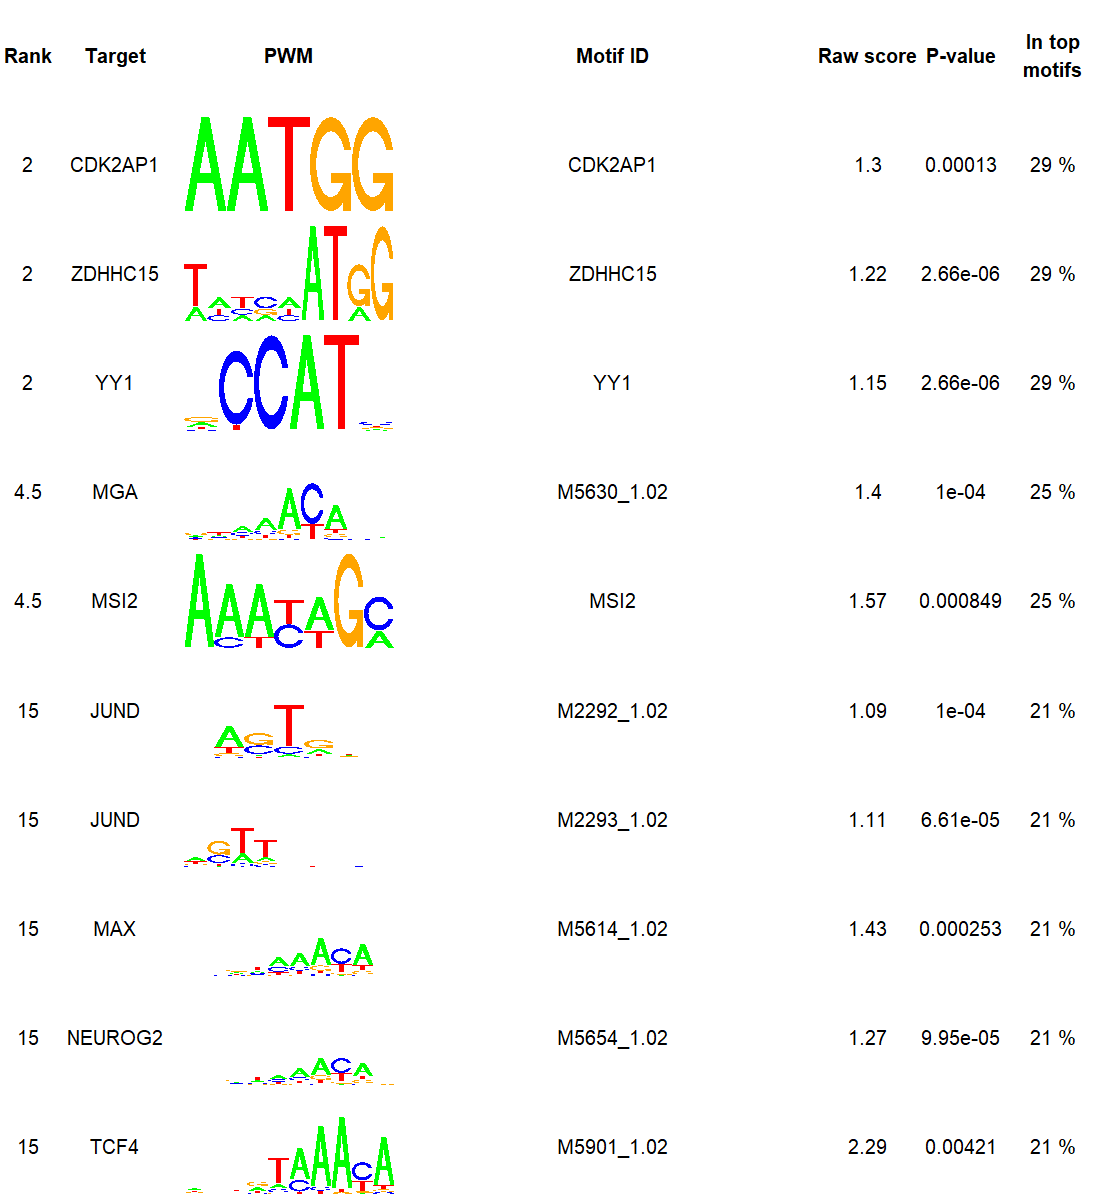 Rank Target PWM Motif ID Raw score P-value In top motifs
2 CDK2AP1 AATGG CDK2AP1 1.3 0.00013 29 %
2 ZDHHC15 ZDHHC15 1.22 2.66e-06 29 %
2 YY1 CCAT YY1 1.15 2.66e-06 29 %
4.5 MGA M5630_1.02 1.4 1e-04 25 %
4.5 MSI2 MSI2 1.57 0.000849 25 %
15 JUND M2292_1.02 1.09 1e-04 21 %
15 JUND M2293_1.02 1.11 6.61e-05 21 %
15 MAX M5614_1.02 1.43 0.000253 21 %
15 NEUROG2 M5654_1.02 1.27 9.95e-05 21 %
15 TCF4 M5901_1.02 2.29 0.00421 21 %